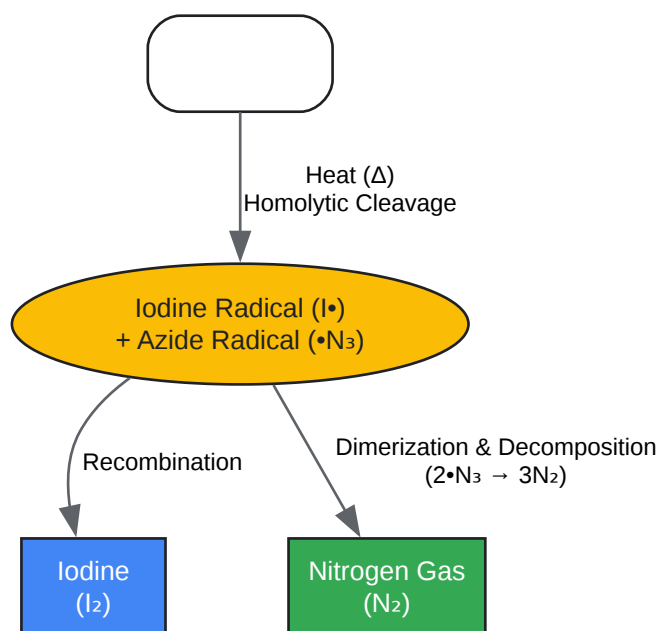 Heat (Δ)
Homolytic Cleavage
Iodine Radical (I•)
+ Azide Radical (•N₃)
Recombination
Dimerization & Decomposition
(2•N₃ → 3N₂)
Iodine
(I₂)
Nitrogen Gas
(N₂)